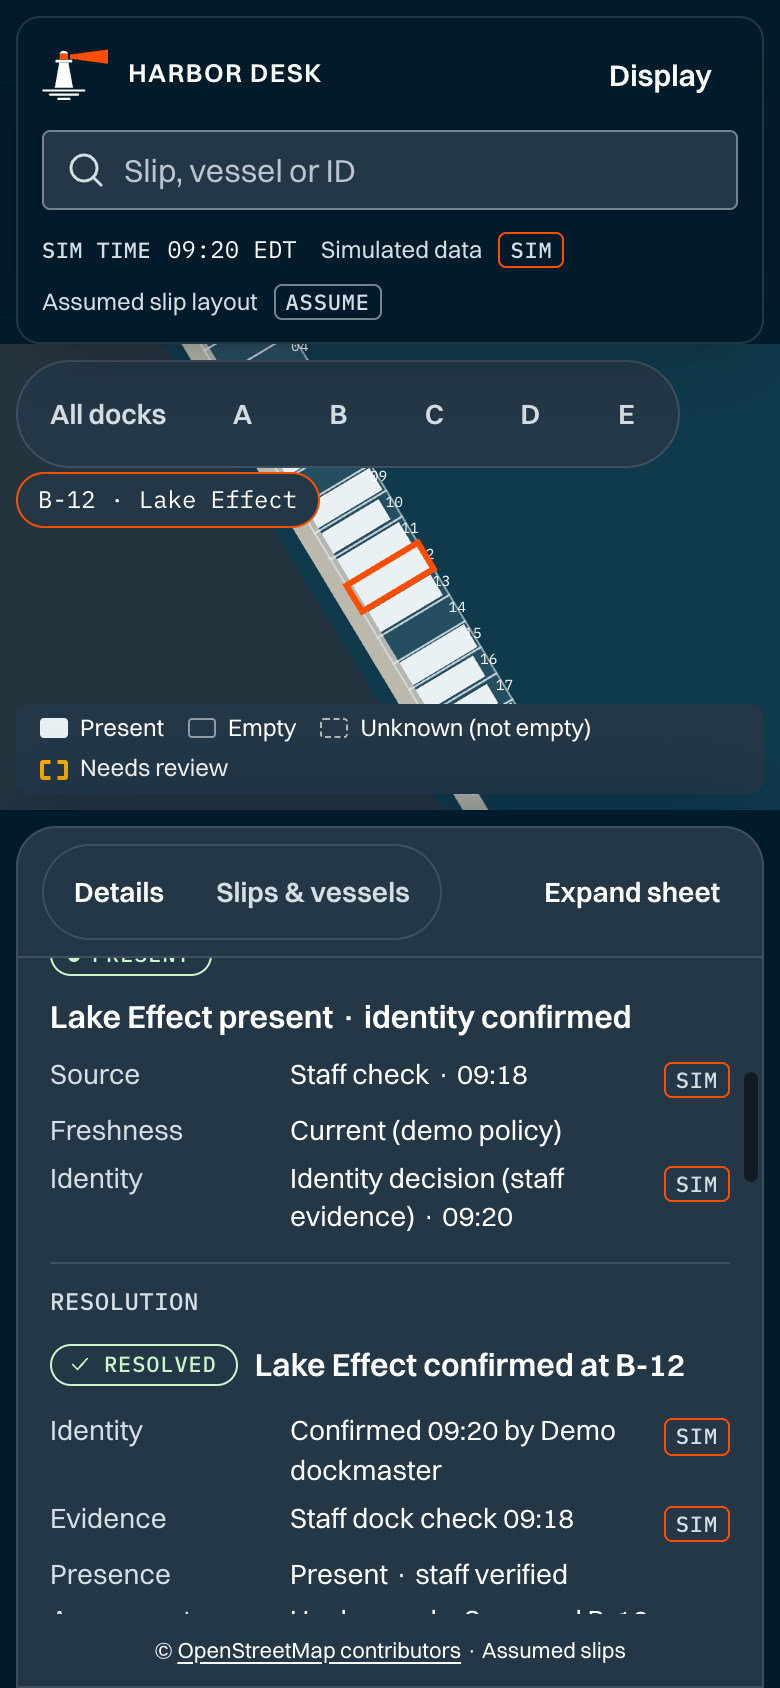 HARBOR DESK
Display
Slip, vessel or ID
SIM TIME 09:20 EDT Simulated data SIM
Assumed slip layout ASSUME
04
All docks A B C D E
09
B-12 · Lake Effect
10
11
13
14
15
16
17
Present Empty Unknown (not empty)
Needs review
Details Slips & vessels Expand sheet
PRESENT
Lake Effect present · identity confirmed
Source Staff check · 09:18 SIM
Freshness Current (demo policy)
Identity Identity decision (staff SIM
evidence) · 09:20
RESOLUTION
RESOLVED Lake Effect confirmed at B-12
Identity Confirmed 09:20 by Demo SIM
dockmaster
Evidence Staff dock check 09:18 SIM
Presence Present · staff verified
© OpenStreetMap contributors · Assumed slips